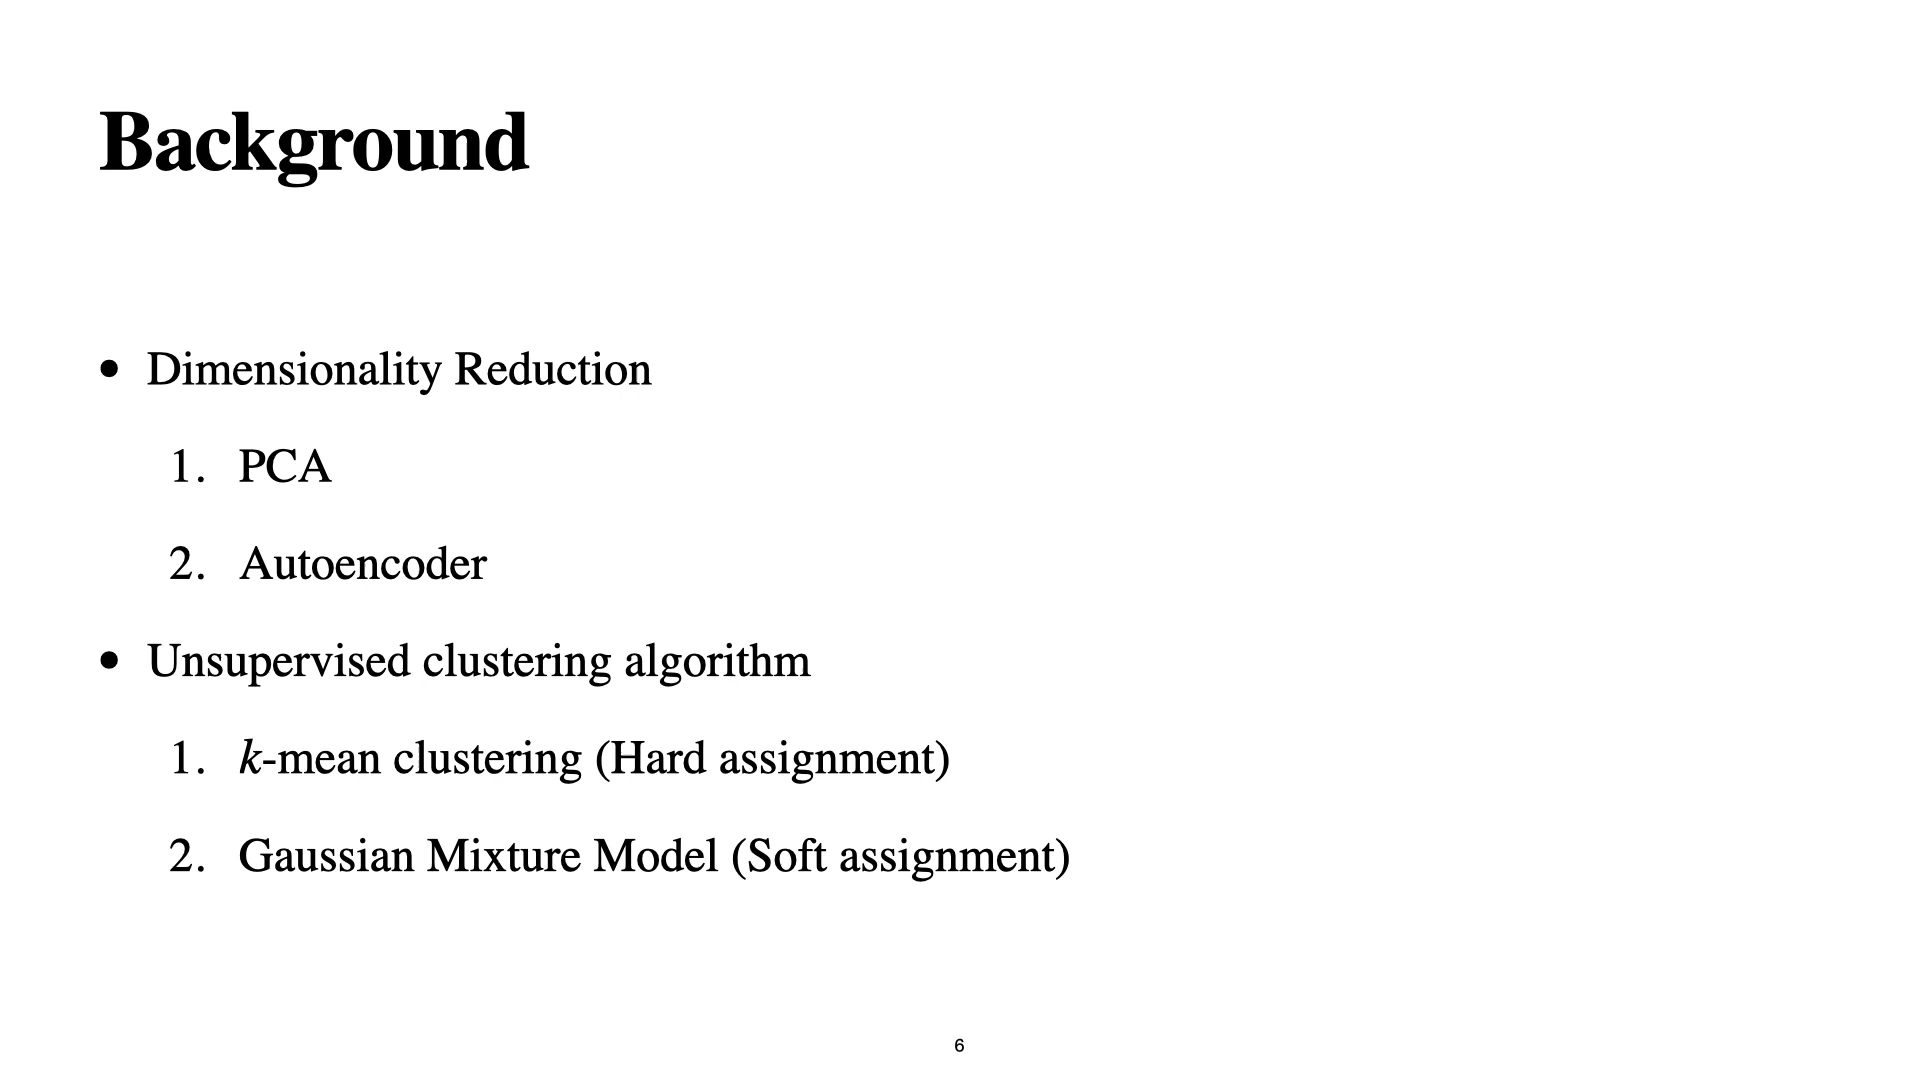 Background
• Dimensionality Reduction
1. PCA
2. Autoencoder
• Unsupervised clustering algorithm
1. k-mean clustering (Hard assignment)
2. Gaussian Mixture Model (Soft assignment)
6